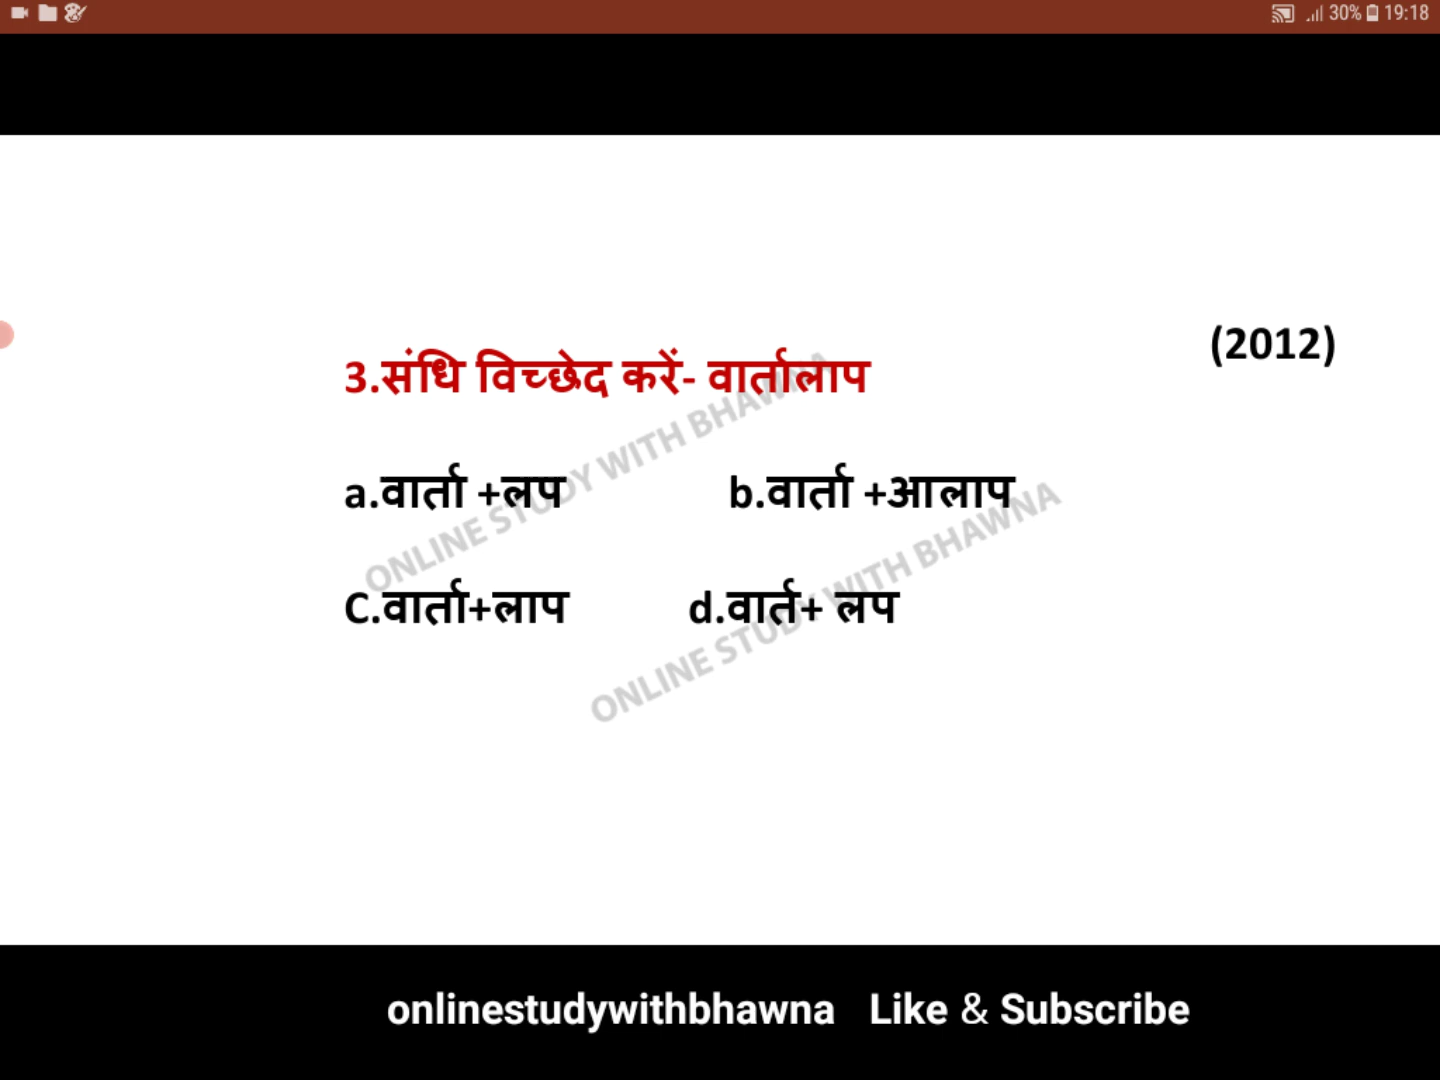 30% 19:18
(2012)
3.संधि विच्छेद करें- वार्तालाप
a.वार्ता +लप b.वार्ता +आलाप
C.वार्ता+लाप d.वार्त+ लप
ONLINE STUDY WITH BHAWNA
ONLINE STUDY WITH BHAWNA
onlinestudywithbhawna Like & Subscribe